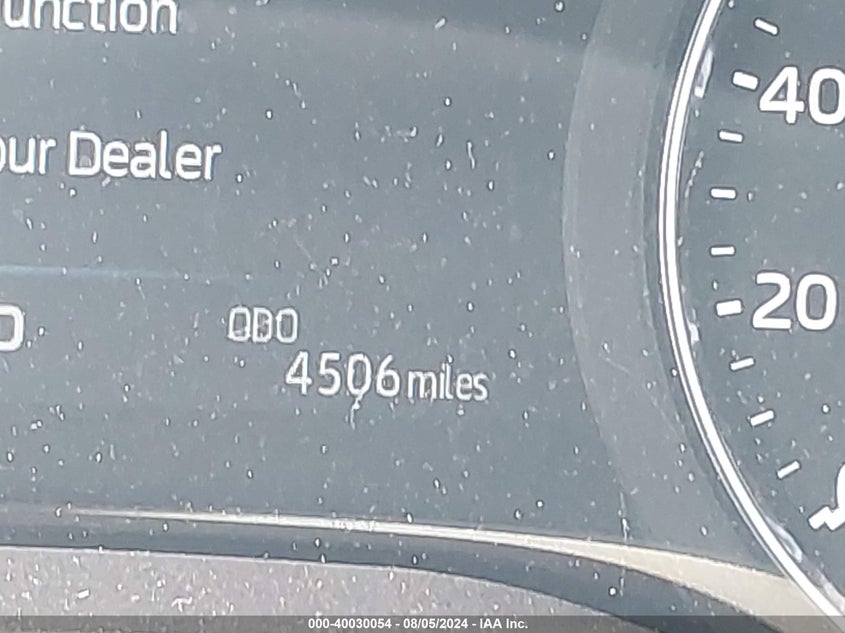 unction
our Dealer
40
20
ODO
4506 miles
000-40030054 - 08/05/2024 - IAA Inc.